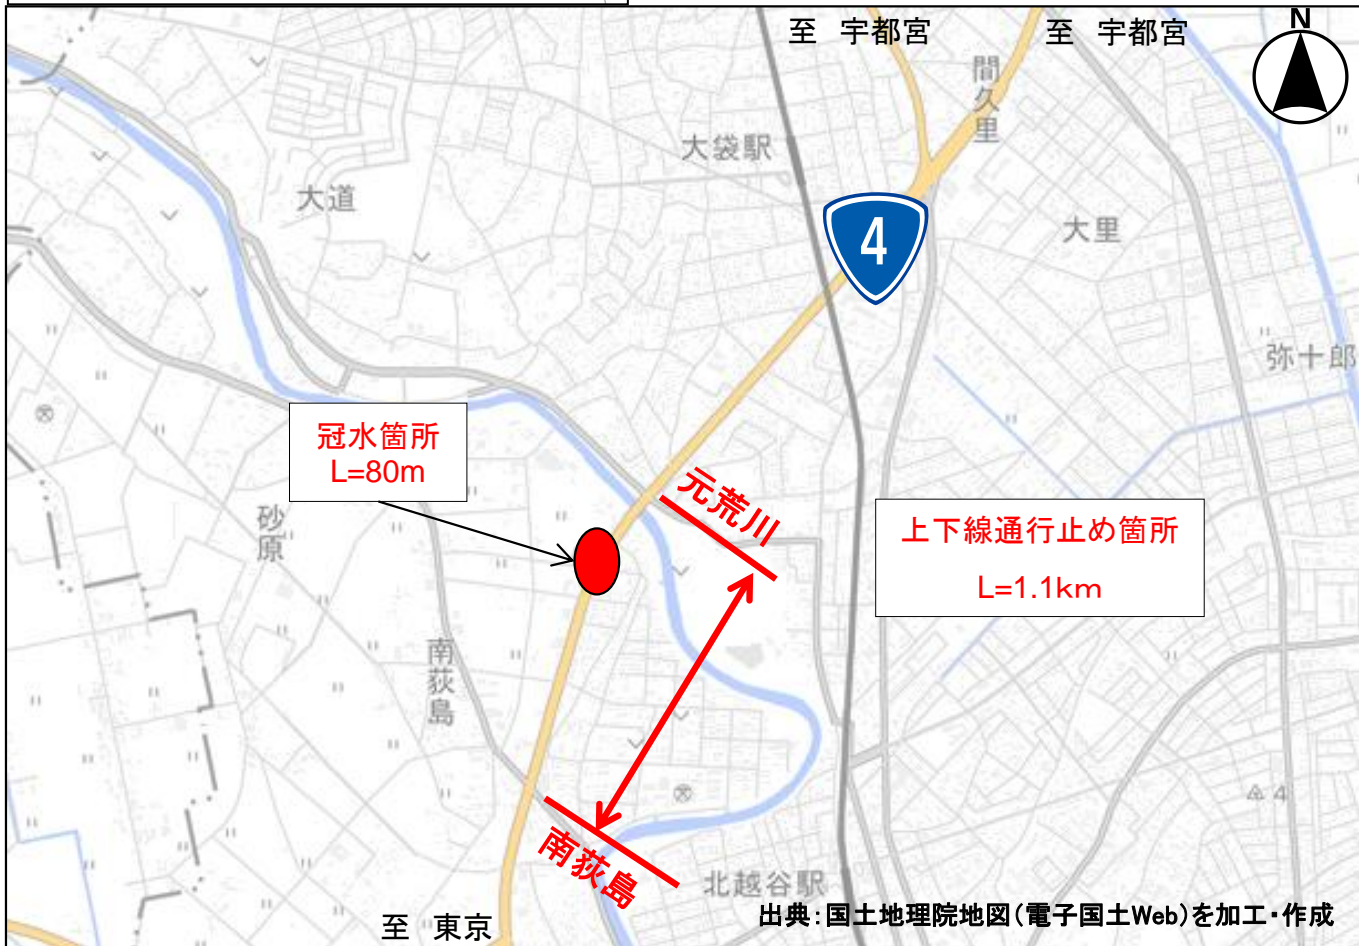 至 宇都宮
至 宇都宮
N
間久里
大袋駅
大道
4
大里
弥十郎
冠水箇所
L=80m
元荒川
上下線通行止め箇所
L=1.1km
砂原
南荻島
4
南荻島
北越谷駅
至 東京
出典：国土地理院地図（電子国土Web）を加工・作成